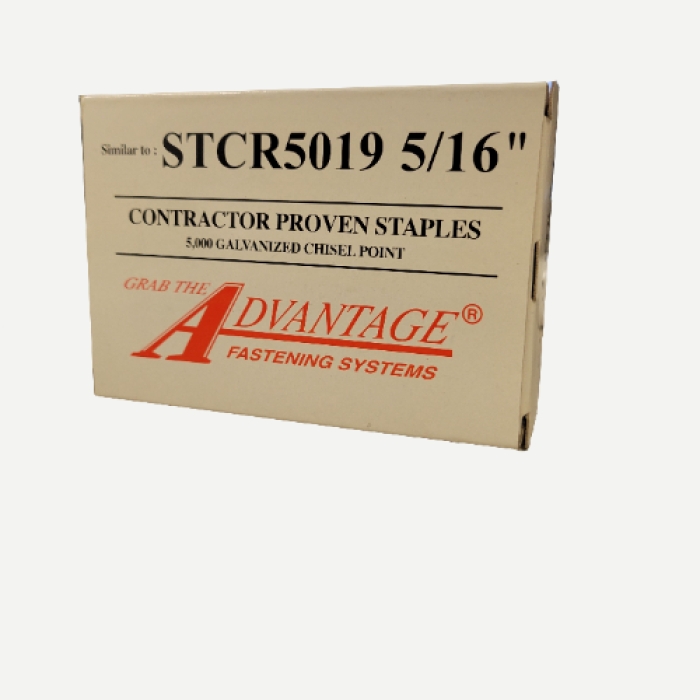 Similar to : STCR5019 5/16"
CONTRACTOR PROVEN STAPLES
5,000 GALVANIZED CHISEL POINT
GRAB THE
ADVANTAGE®
FASTENING SYSTEMS